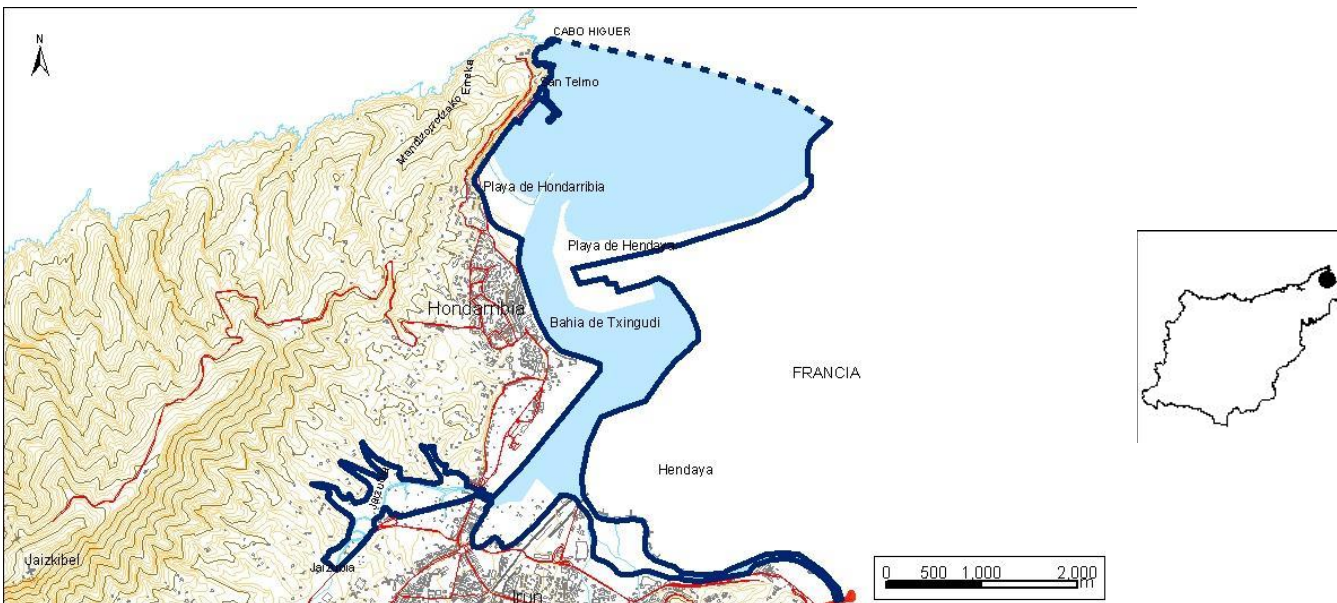 N
CABO HIGUER
San Telmo
Mendizorrotzako Erreka
Playa de Hondarribia
Playa de Hendaya
Hondarribia
Bahia de Txingudi
FRANCIA
Hendaya
Jaizubia
Jaizkibel
Jaizubia
Irun
0 500 1.000 2.000
m